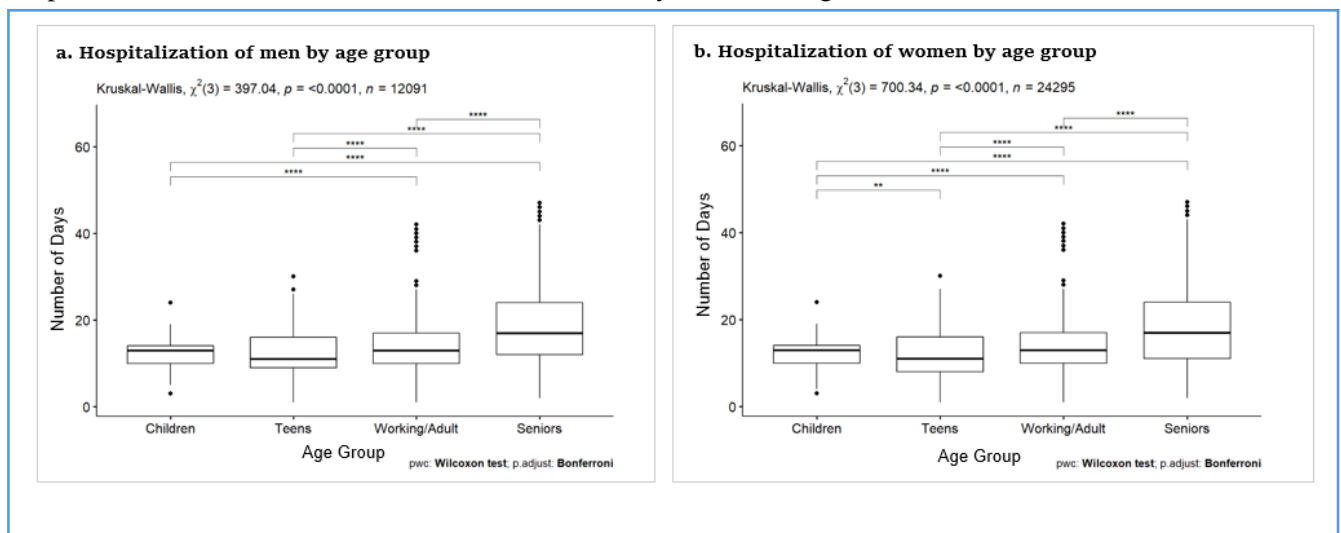 a. Hospitalization of men by age group
Kruskal-Wallis, χ²(3) = 397.04, p = <0.0001, n = 12091
****
****
****
****
****
60
40
20
0
Number of Days
Children Teens Working/Adult Seniors
Age Group
pwc: Wilcoxon test; p.adjust: Bonferroni
b. Hospitalization of women by age group
Kruskal-Wallis, χ²(3) = 700.34, p = <0.0001, n = 24295
****
****
****
****
****
**
60
40
20
0
Number of Days
Children Teens Working/Adult Seniors
Age Group
pwc: Wilcoxon test; p.adjust: Bonferroni